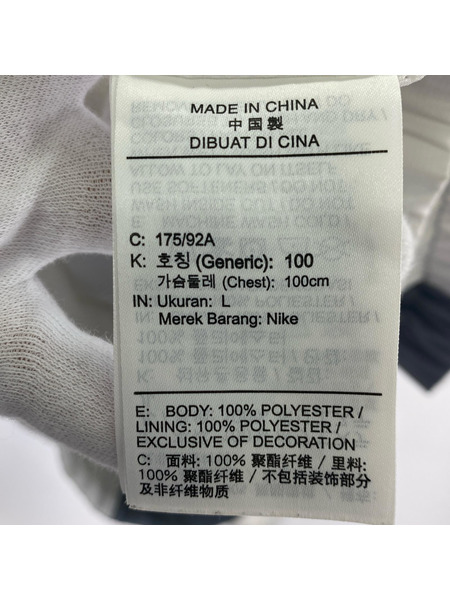 MADE IN CHINA
中国製
DIBUAT DI CINA
C: 175/92A
K: 호칭 (Generic): 100
가슴둘레 (Chest): 100cm
IN: Ukuran: L
Merek Barang: Nike
E: BODY: 100% POLYESTER /
LINING: 100% POLYESTER /
EXCLUSIVE OF DECORATION
C: 面料: 100% 聚酯纤维 / 里料:
100% 聚酯纤维 / 不包括装饰部分
及非纤维物质